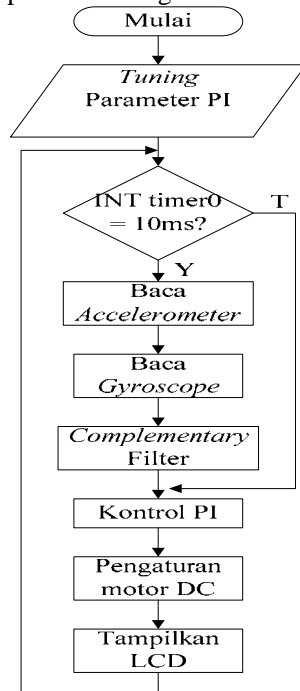 Mulai
Tuning
Parameter PI
INT timer0
= 10ms?
T
Y
Baca
Accelerometer
Baca
Gyroscope
Complementary
Filter
Kontrol PI
Pengaturan
motor DC
Tampilkan
LCD